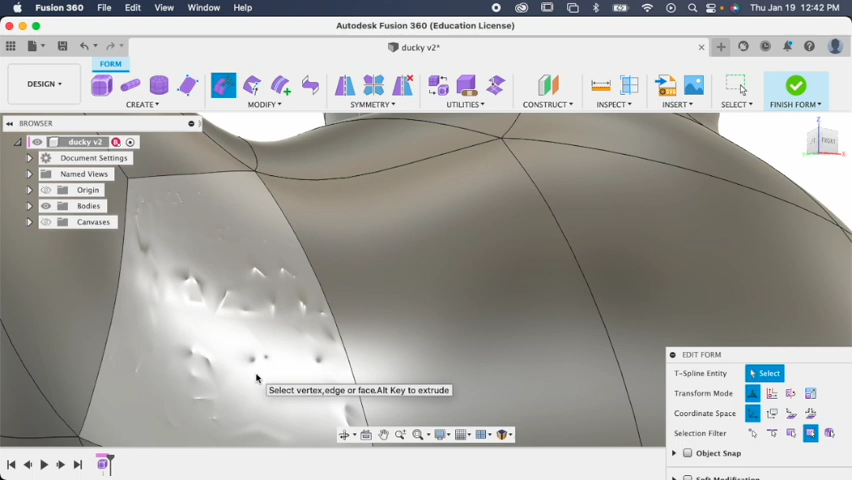 Fusion 360 File Edit View Window Help Thu Jan 19 12:42 PM
Autodesk Fusion 360 (Education License)
ducky v2*
DESIGN
FORM
CREATE MODIFY SYMMETRY UTILITIES CONSTRUCT INSPECT INSERT SELECT FINISH FORM
BROWSER
ducky v2
Document Settings
Named Views
Origin
Bodies
Canvases
Z
FRONT
Select vertex,edge or face.Alt Key to extrude
EDIT FORM
T-Spline Entity Select
Transform Mode
Coordinate Space
Selection Filter
Object Snap
Soft Modification